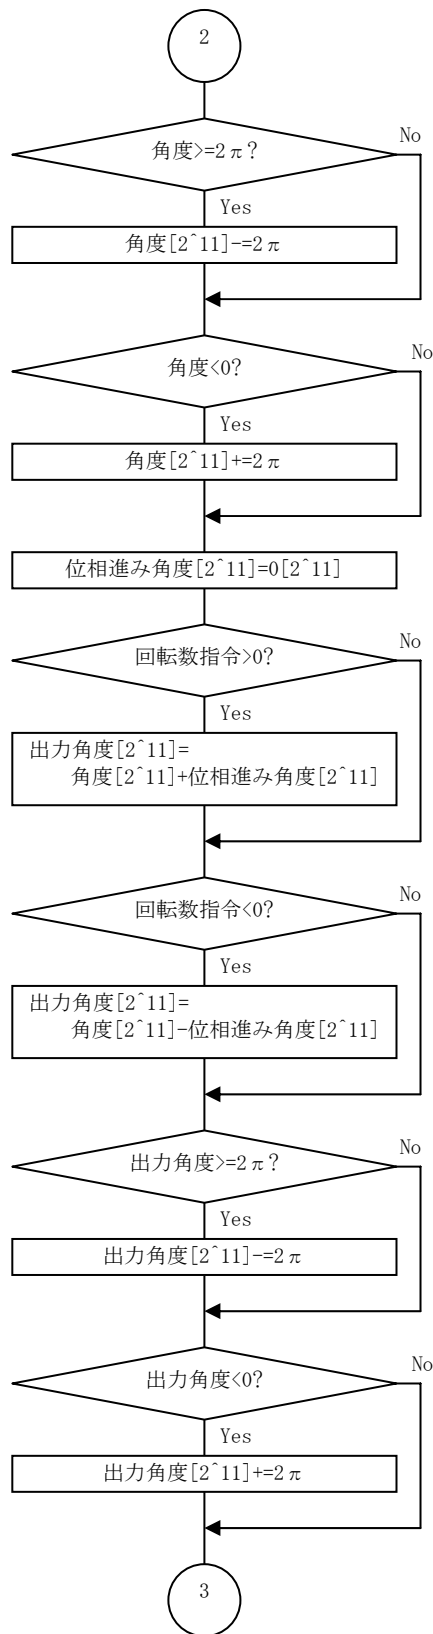 2
角度>=2π?
No
Yes
角度[2^11]-=2π
角度<0?
No
Yes
角度[2^11]+=2π
位相進み角度[2^11]=0[2^11]
回転数指令>0?
No
Yes
出力角度[2^11]=
角度[2^11]+位相進み角度[2^11]
回転数指令<0?
No
Yes
出力角度[2^11]=
角度[2^11]-位相進み角度[2^11]
出力角度>=2π?
No
Yes
出力角度[2^11]-=2π
出力角度<0?
No
Yes
出力角度[2^11]+=2π
3